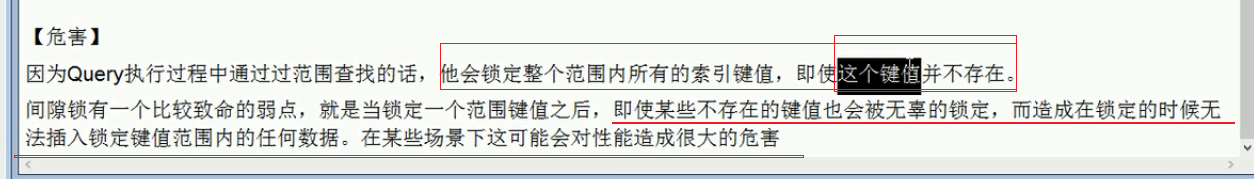 【危害】
因为Query执行过程中通过过范围查找的话，他会锁定整个范围内所有的索引键值，即使这个键值并不存在。
间隙锁有一个比较致命的弱点，就是当锁定一个范围键值之后，即使某些不存在的键值也会被无辜的锁定，而造成在锁定的时候无
法插入锁定键值范围内的任何数据。在某些场景下这可能会对性能造成很大的危害